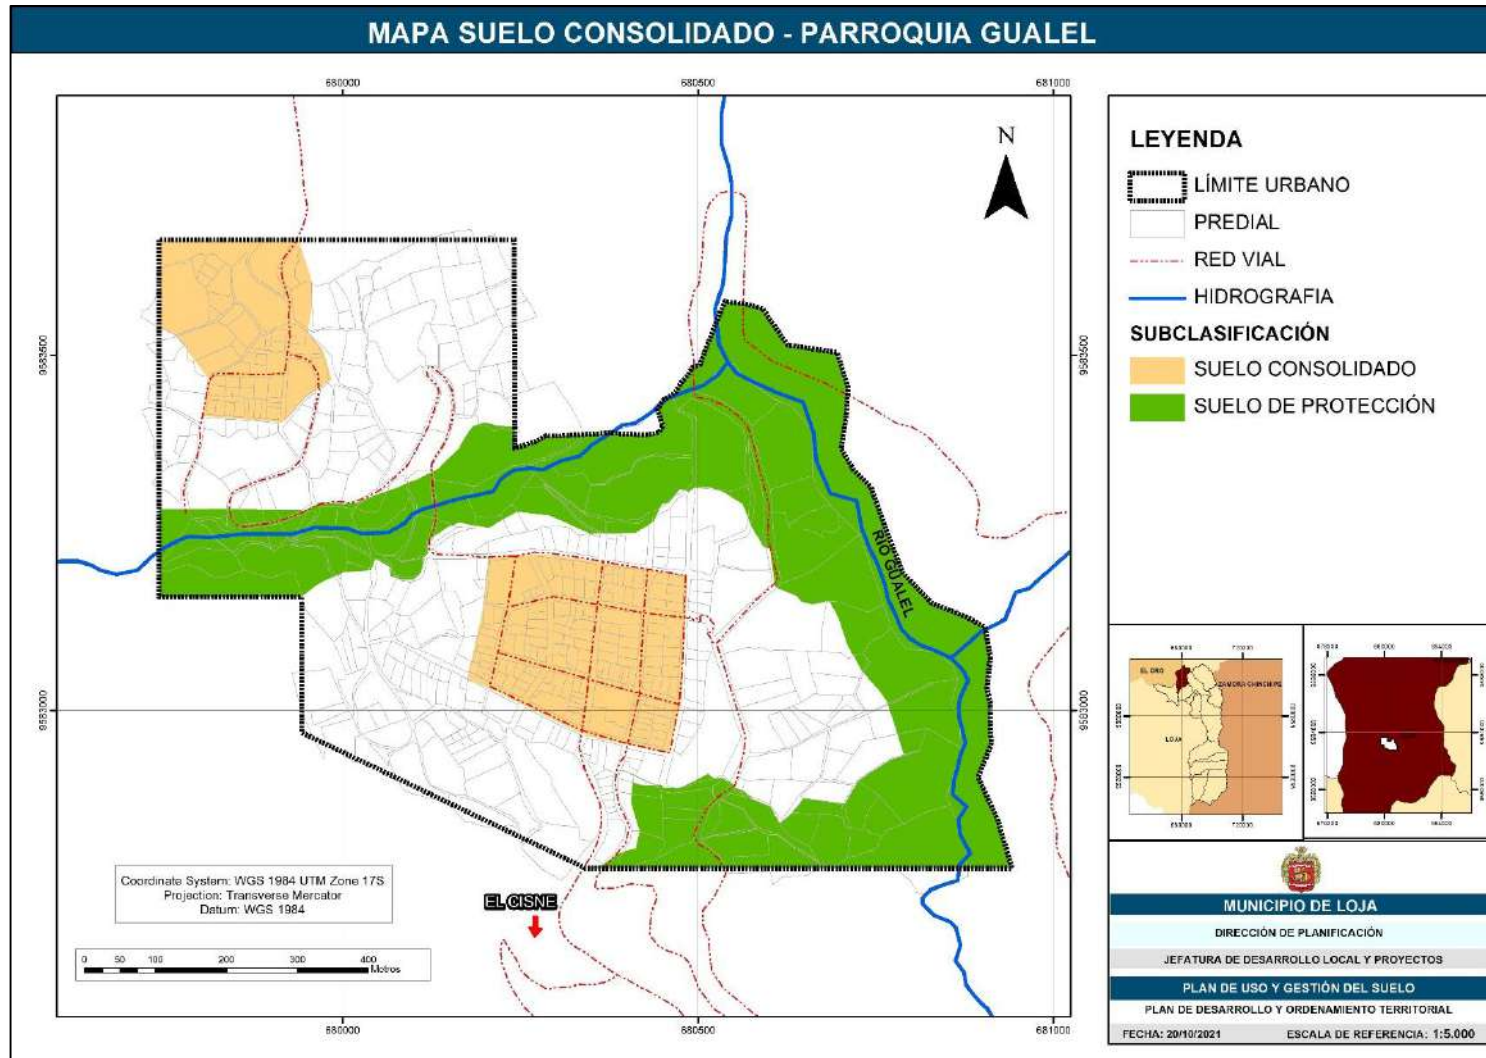 MAPA SUELO CONSOLIDADO - PARROQUIA GUALEL
680000 680500 681000
N
9583500 9583500
RIO GUALEL
9583000 9583000
EL CISNE
Coordinate System: WGS 1984 UTM Zone 17S
Projection: Transverse Mercator
Datum: WGS 1984
0 50 100 200 300 400
Metros
680000 680500 681000
LEYENDA
LÍMITE URBANO
PREDIAL
RED VIAL
HIDROGRAFIA
SUBCLASIFICACIÓN
SUELO CONSOLIDADO
SUELO DE PROTECCIÓN
EL ORO
ZAMORA CHINCHIPE
LOJA
MUNICIPIO DE LOJA
DIRECCIÓN DE PLANIFICACIÓN
JEFATURA DE DESARROLLO LOCAL Y PROYECTOS
PLAN DE USO Y GESTIÓN DEL SUELO
PLAN DE DESARROLLO Y ORDENAMIENTO TERRITORIAL
FECHA: 20/10/2021 ESCALA DE REFERENCIA: 1:5.000